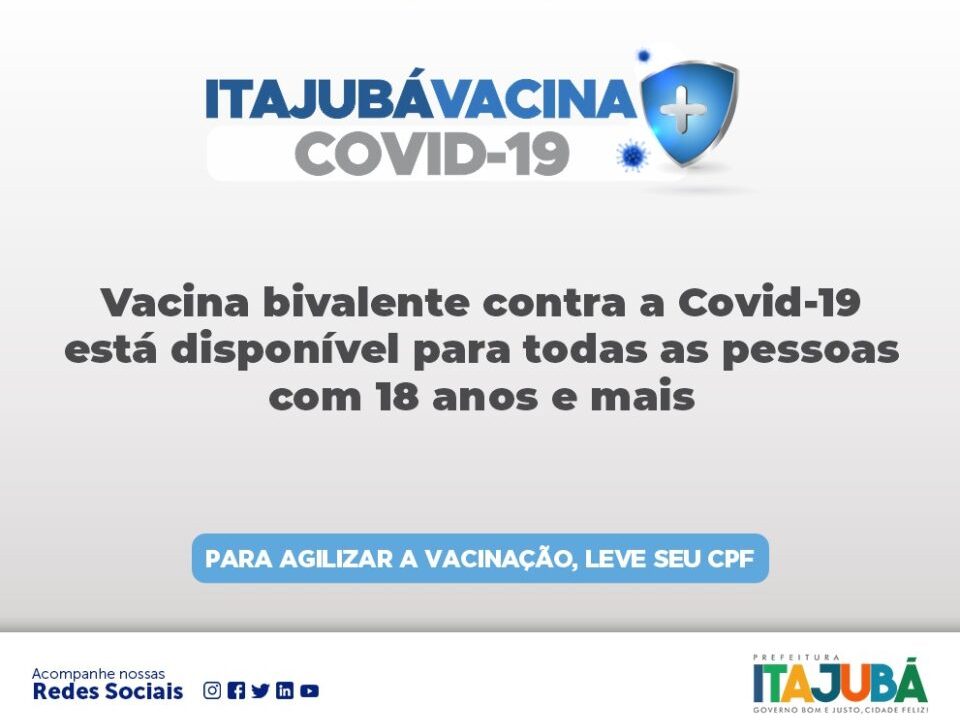 ITAJUBÁVACINA
COVID-19
Vacina bivalente contra a Covid-19
está disponível para todas as pessoas
com 18 anos e mais
PARA AGILIZAR A VACINAÇÃO, LEVE SEU CPF
Acompanhe nossas
Redes Sociais
PREFEITURA
ITAJUBÁ
GOVERNO BOM E JUSTO, CIDADE FELIZ!